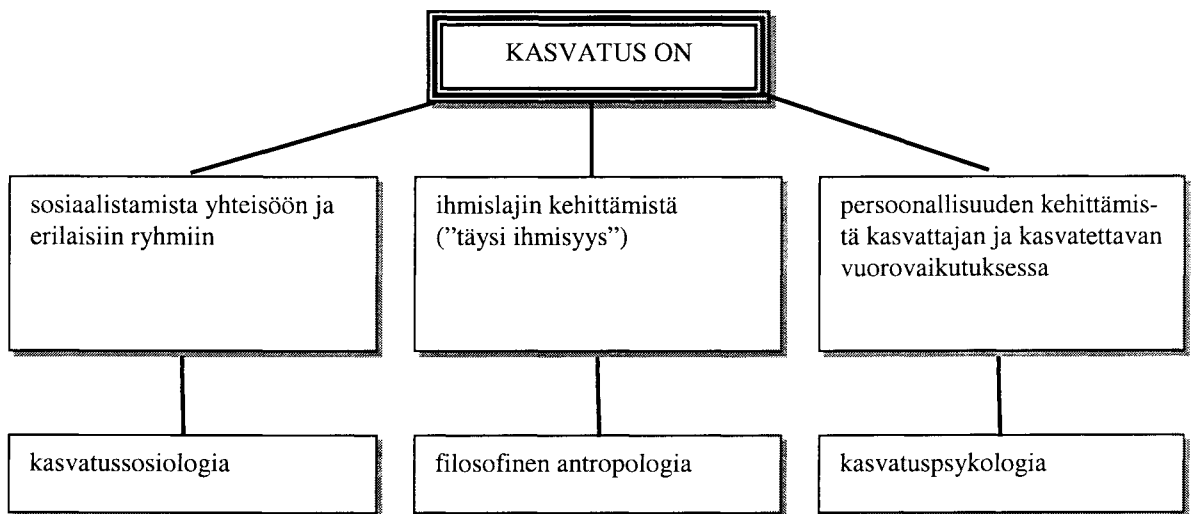 KASVATUS ON
sosiaalistamista yhteisöön ja
erilaisiin ryhmiin
ihmislajin kehittämistä
(”täysi ihmisyys”)
persoonallisuuden kehittämis-
tä kasvattajan ja kasvatettavan
vuorovaikutuksessa
kasvatussosiologia
filosofinen antropologia
kasvatuspsykologia